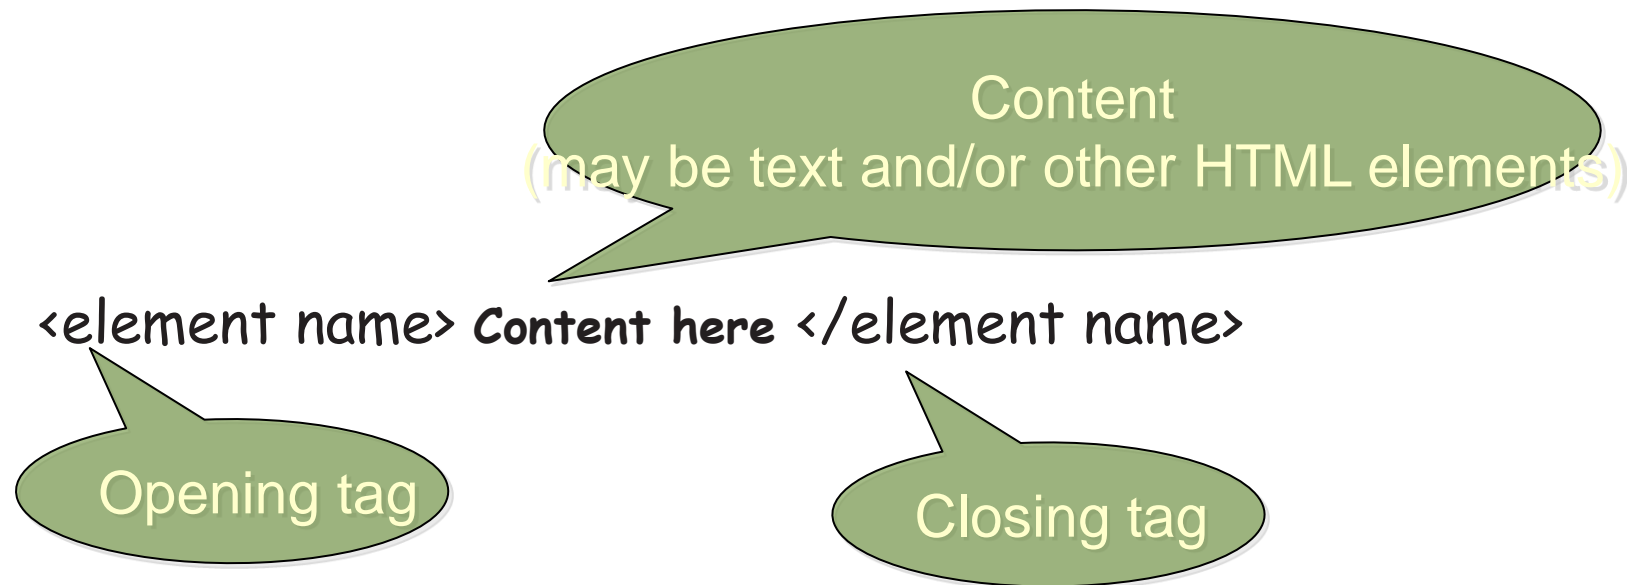 Content
(may be text and/or other HTML elements)
<element name> Content here </element name>
Opening tag
Closing tag